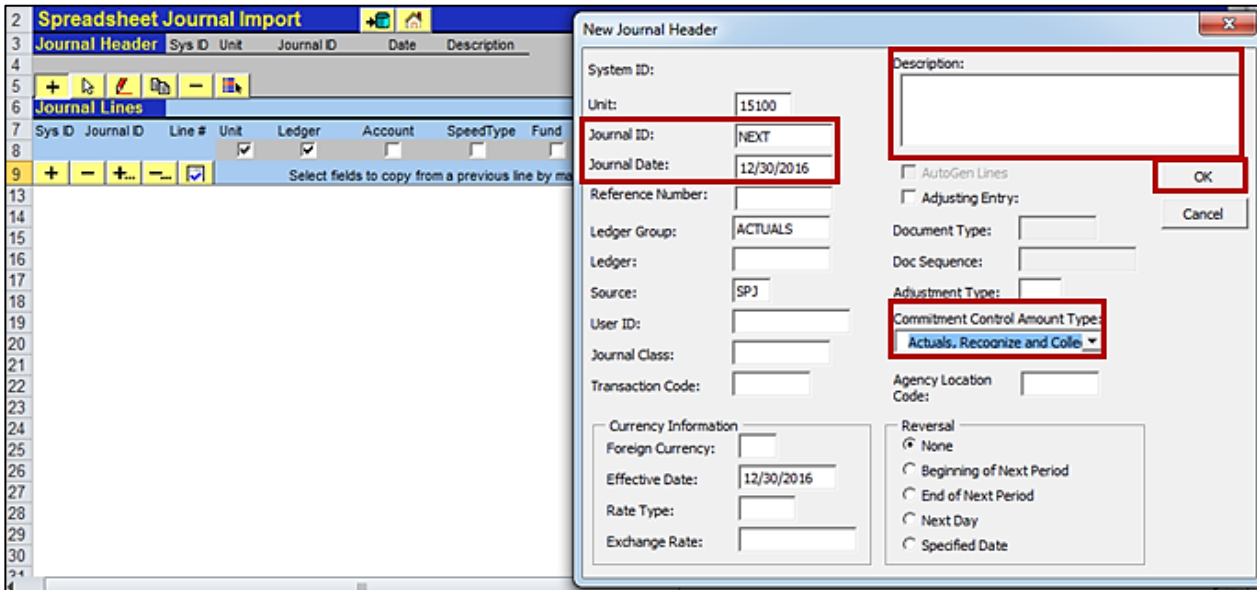 2 Spreadsheet Journal Import
3 Journal Header Sys ID Unit Journal ID Date Description
4
5
6 Journal Lines
7 Sys ID Journal ID Line # Unit Ledger Account SpeedType Fund
8
9 Select fields to copy from a previous line by ma
13
14
15
16
17
18
19
20
21
22
23
24
25
26
27
28
29
30
31
New Journal Header
System ID:
Unit: 15100
Journal ID: NEXT
Journal Date: 12/30/2016
Reference Number:
Ledger Group: ACTUALS
Ledger:
Source: SPJ
User ID:
Journal Class:
Transaction Code:
Currency Information
Foreign Currency:
Effective Date: 12/30/2016
Rate Type:
Exchange Rate:
Description:
AutoGen Lines
Adjusting Entry:
OK
Cancel
Document Type:
Doc Sequence:
Adjustment Type:
Commitment Control Amount Type:
Actuals, Recognize and Colle
Agency Location
Code:
Reversal
None
Beginning of Next Period
End of Next Period
Next Day
Specified Date